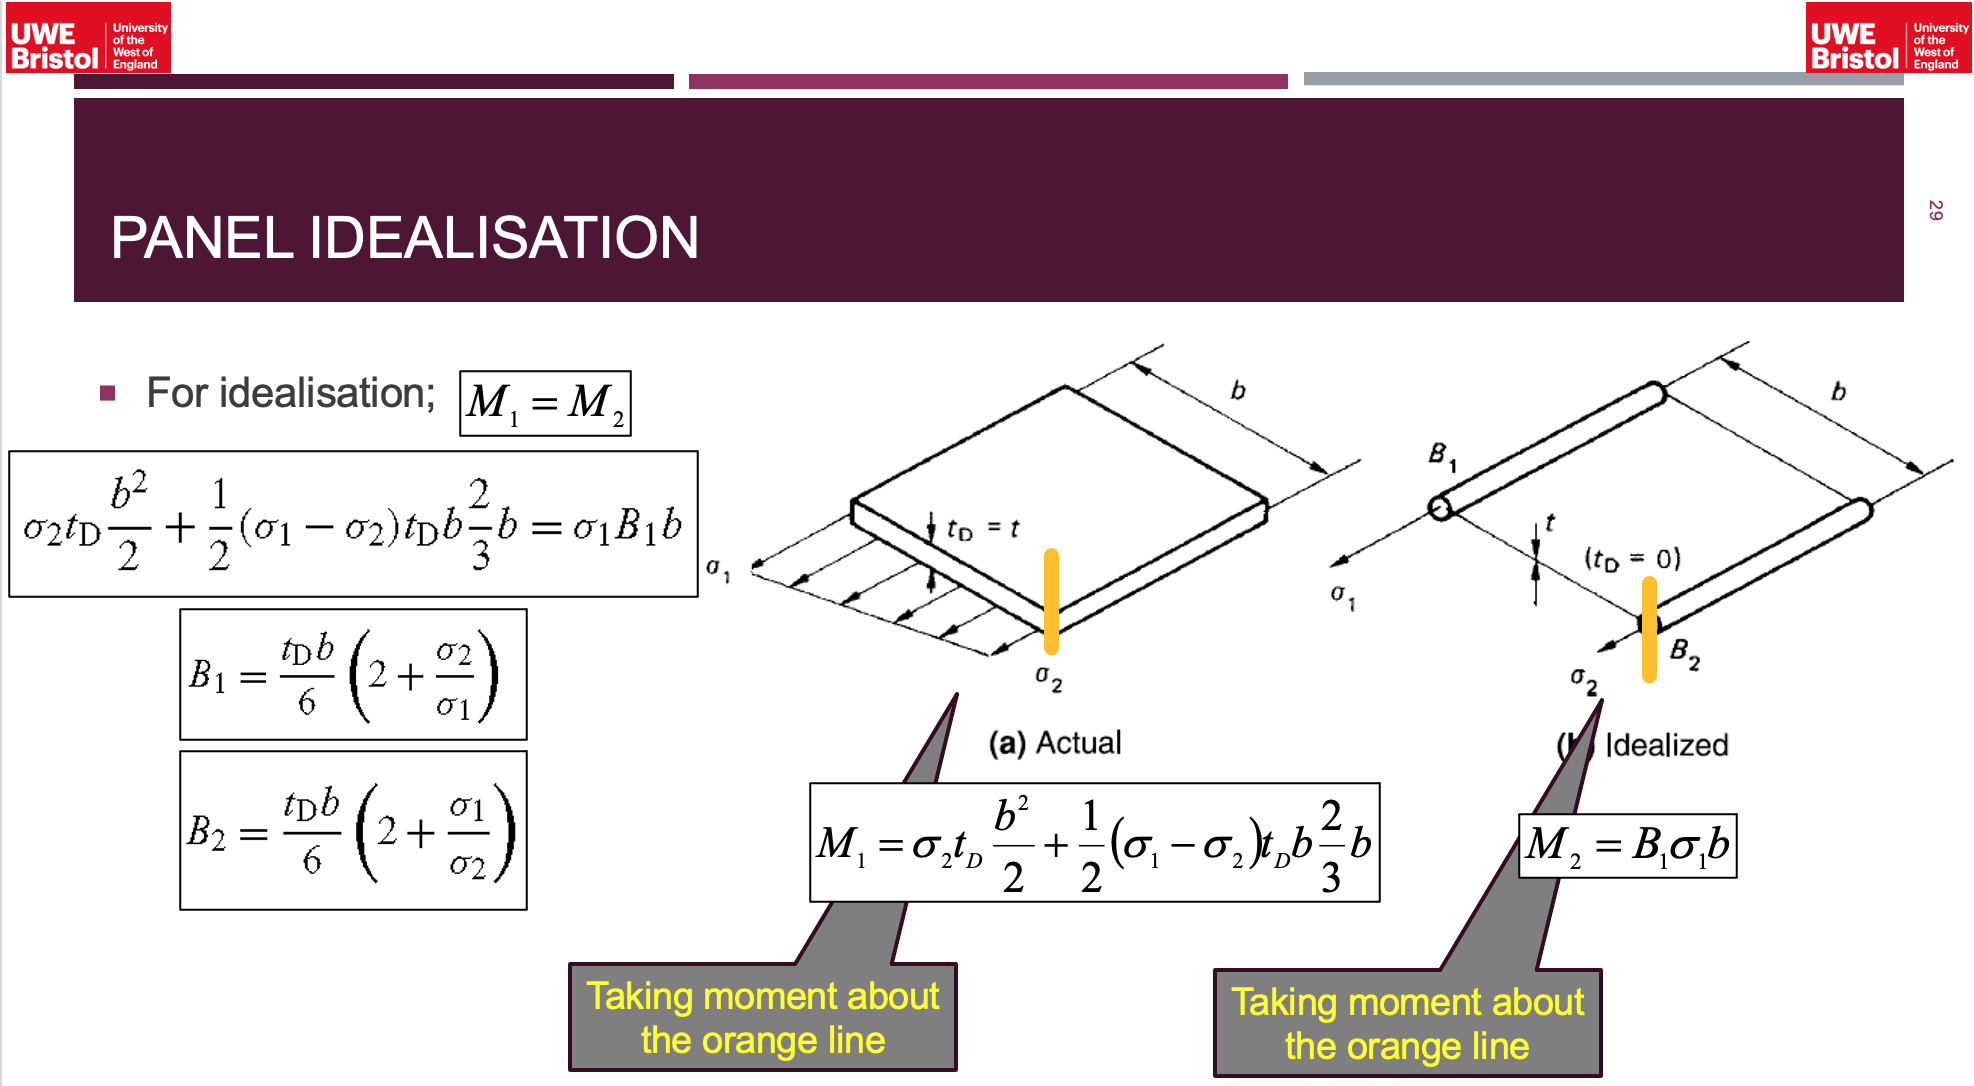 UWE Bristol | University of the West of England
UWE Bristol | University of the West of England
29
PANEL IDEALISATION
For idealisation; M₁ = M₂
σ₂t_D b²/2 + 1/2(σ₁ − σ₂)t_D b 2/3 b = σ₁B₁b
B₁ = t_D b/6 (2 + σ₂/σ₁)
B₂ = t_D b/6 (2 + σ₁/σ₂)
b
t_D = t
σ₁
σ₂
(a) Actual
b
B₁
t
(t_D = 0)
σ₁
B₂
σ₂
Idealized
M₁ = σ₂t_D b²/2 + 1/2(σ₁ − σ₂)t_D b 2/3 b
M₂ = B₁σ₁b
Taking moment about
the orange line
Taking moment about
the orange line